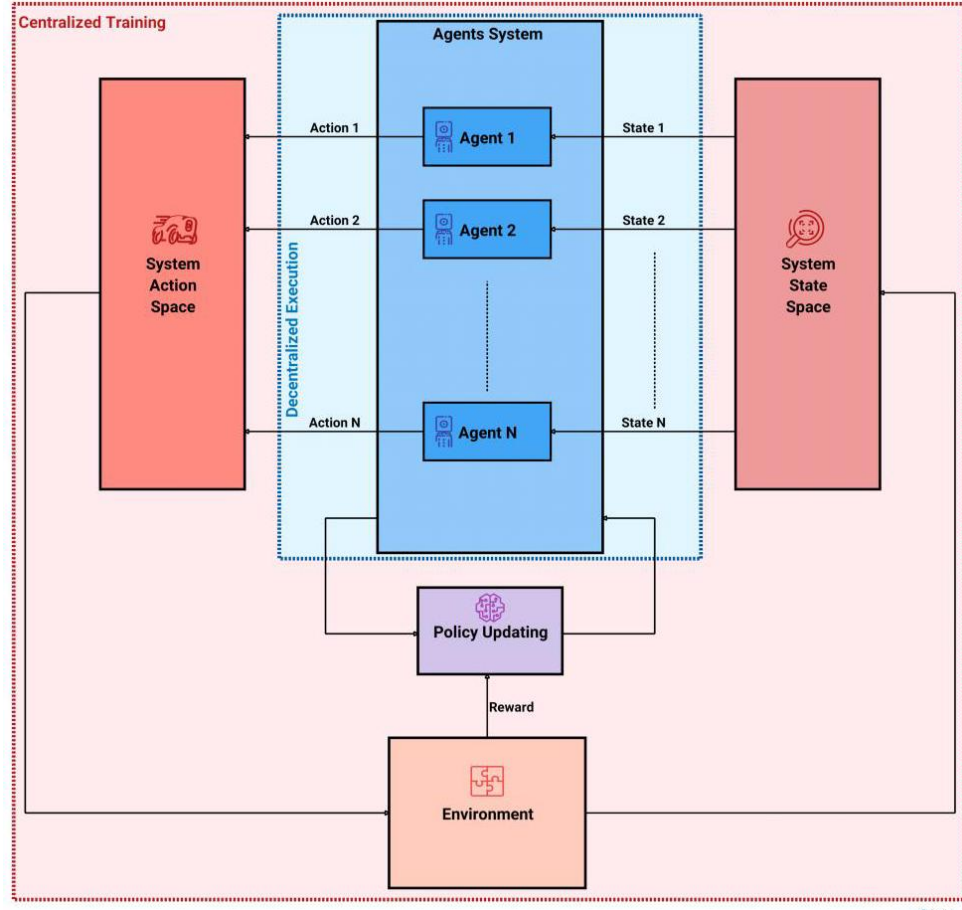 Centralized Training
Agents System
Action 1
Agent 1
State 1
Action 2
Agent 2
State 2
System
Action
Space
System
State
Space
Decentralized Execution
Action N
Agent N
State N
Policy Updating
Reward
Environment